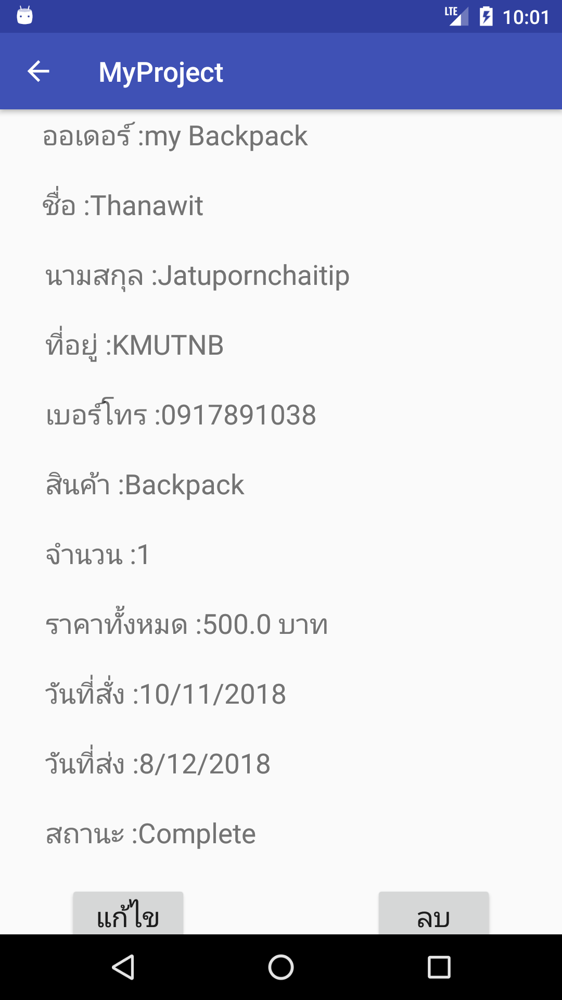 LTE 10:01
MyProject
ออเดอร์ :my Backpack
ชื่อ :Thanawit
นามสกุล :Jatupornchaitip
ที่อยู่ :KMUTNB
เบอร์โทร :0917891038
สินค้า :Backpack
จำนวน :1
ราคาทั้งหมด :500.0 บาท
วันที่สั่ง :10/11/2018
วันที่ส่ง :8/12/2018
สถานะ :Complete
แก้ไข ลบ